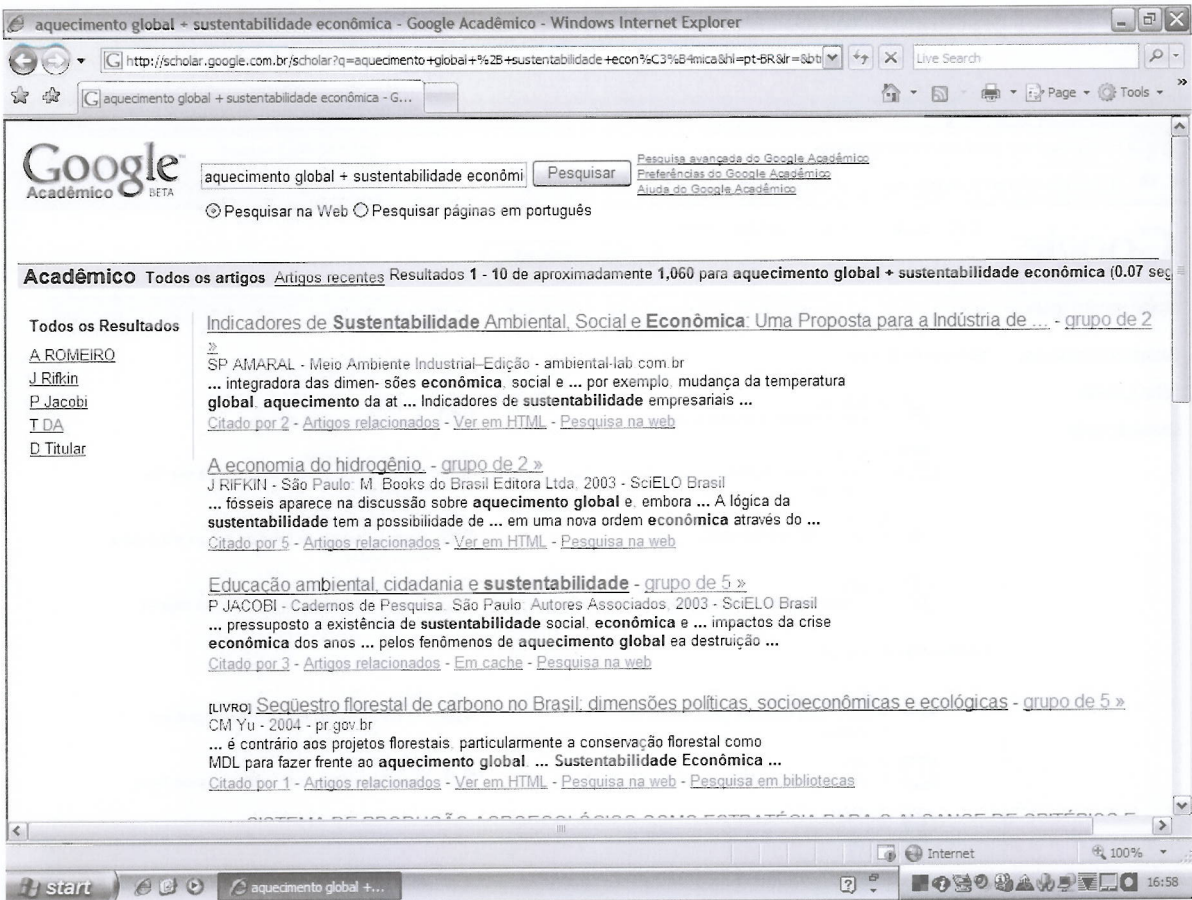 aquecimento global + sustentabilidade econômica - Google Acadêmico - Windows Internet Explorer
http://scholar.google.com.br/scholar?q=aquecimento+global+%2B+sustentabilidade+econ%C3%B4mica&hl=pt-BR&lr=&bt
Live Search
aquecimento global + sustentabilidade econômica - G...
Page
Tools
Google
Acadêmico BETA
aquecimento global + sustentabilidade econômi
Pesquisar
Pesquisa avançada do Google Acadêmico
Preferências do Google Acadêmico
Ajuda do Google Acadêmico
Pesquisar na Web Pesquisar páginas em português
Acadêmico Todos os artigos Artigos recentes Resultados 1 - 10 de aproximadamente 1,060 para aquecimento global + sustentabilidade econômica (0.07 seg
Todos os Resultados
A ROMEIRO
J Rifkin
P Jacobi
T DA
D Titular
Indicadores de Sustentabilidade Ambiental, Social e Econômica: Uma Proposta para a Indústria de ... - grupo de 2
»
SP AMARAL - Meio Ambiente Industrial–Edição - ambiental-lab.com.br
... integradora das dimen- sões econômica, social e ... por exemplo, mudança da temperatura
global, aquecimento da at ... Indicadores de sustentabilidade empresariais ...
Citado por 2 - Artigos relacionados - Ver em HTML - Pesquisa na web
A economia do hidrogênio. - grupo de 2 »
J RIFKIN - São Paulo: M. Books do Brasil Editora Ltda, 2003 - SciELO Brasil
... fósseis aparece na discussão sobre aquecimento global e, embora ... A lógica da
sustentabilidade tem a possibilidade de ... em uma nova ordem econômica através do ...
Citado por 5 - Artigos relacionados - Ver em HTML - Pesquisa na web
Educação ambiental, cidadania e sustentabilidade - grupo de 5 »
P JACOBI - Cadernos de Pesquisa. São Paulo: Autores Associados, 2003 - SciELO Brasil
... pressuposto a existência de sustentabilidade social, econômica e ... impactos da crise
econômica dos anos ... pelos fenômenos de aquecimento global ea destruição ...
Citado por 3 - Artigos relacionados - Em cache - Pesquisa na web
[LIVRO] Seqüestro florestal de carbono no Brasil: dimensões políticas, socioeconômicas e ecológicas - grupo de 5 »
CM Yu - 2004 - pr.gov.br
... é contrário aos projetos florestais, particularmente a conservação florestal como
MDL para fazer frente ao aquecimento global. ... Sustentabilidade Econômica ...
Citado por 1 - Artigos relacionados - Ver em HTML - Pesquisa na web - Pesquisa em bibliotecas
SISTEMA DE PRODUÇÃO AGROECOLÓGICO COMO ESTRATÉGIA PARA O ALCANCE DE CRITÉRIOS E
Internet
100%
start
aquecimento global +...
16:58